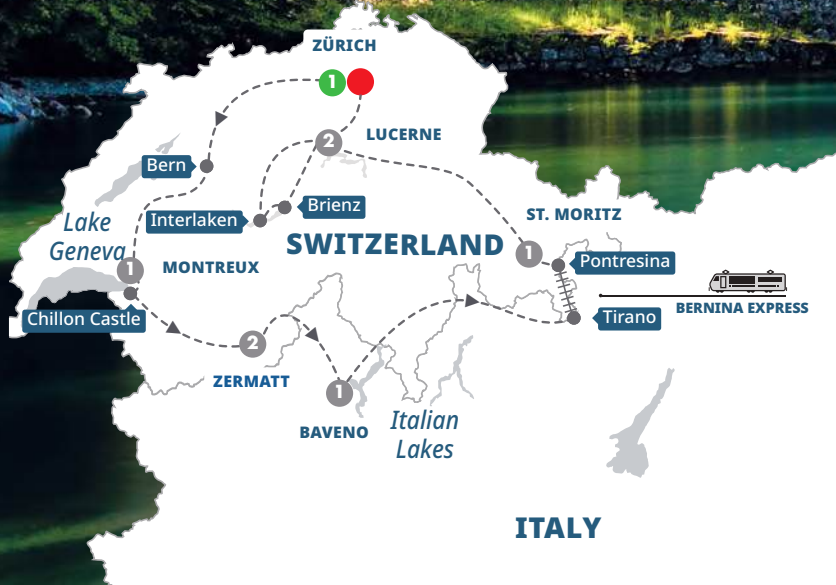 ZÜRICH
1
2
LUCERNE
Bern
Brienz
Interlaken
ST. MORITZ
Lake
Geneva
SWITZERLAND
1
MONTREUX
1
Pontresina
Chillon Castle
BERNINA EXPRESS
Tirano
2
ZERMATT
1
BAVENO
Italian
Lakes
ITALY